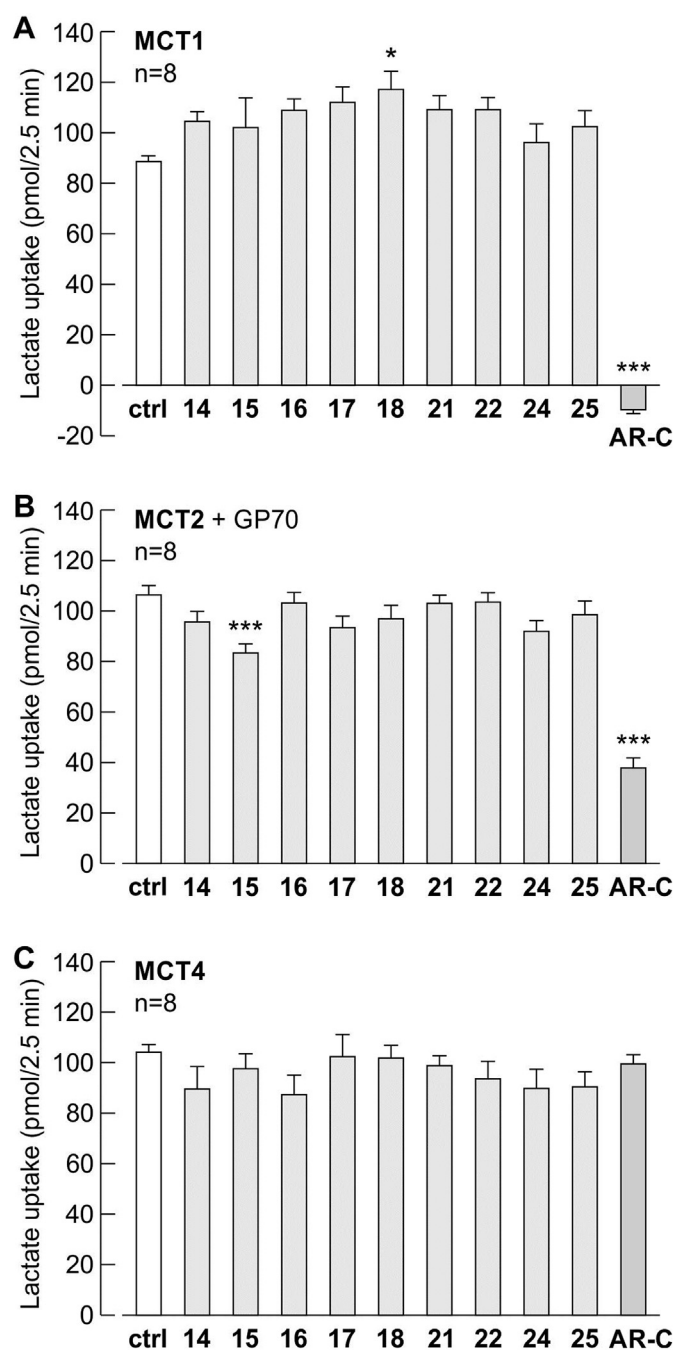 A
MCT1
n=8
Lactate uptake (pmol/2.5 min)
140
120
100
80
60
40
20
0
-20
*
***
ctrl 14 15 16 17 18 21 22 24 25
AR-C
B
MCT2 + GP70
n=8
Lactate uptake (pmol/2.5 min)
140
120
100
80
60
40
20
0
***
***
ctrl 14 15 16 17 18 21 22 24 25 AR-C
C
MCT4
n=8
Lactate uptake (pmol/2.5 min)
140
120
100
80
60
40
20
0
ctrl 14 15 16 17 18 21 22 24 25 AR-C